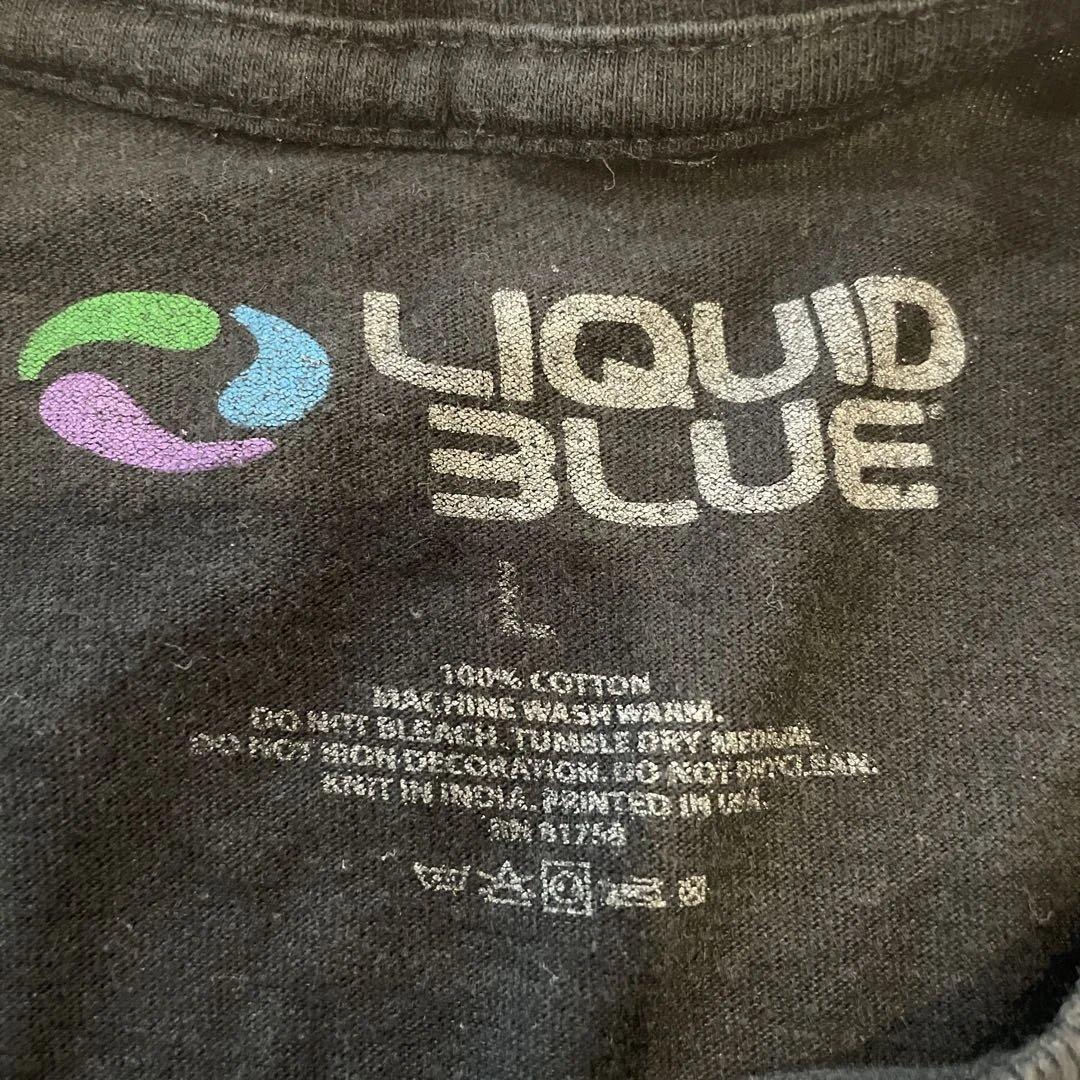 LIQUID
BLUE
L
100% COTTON
MACHINE WASH WARM.
DO NOT BLEACH. TUMBLE DRY MEDIUM.
DO NOT IRON DECORATION. DO NOT DRYCLEAN.
KNIT IN INDIA. PRINTED IN USA.
RN 81758